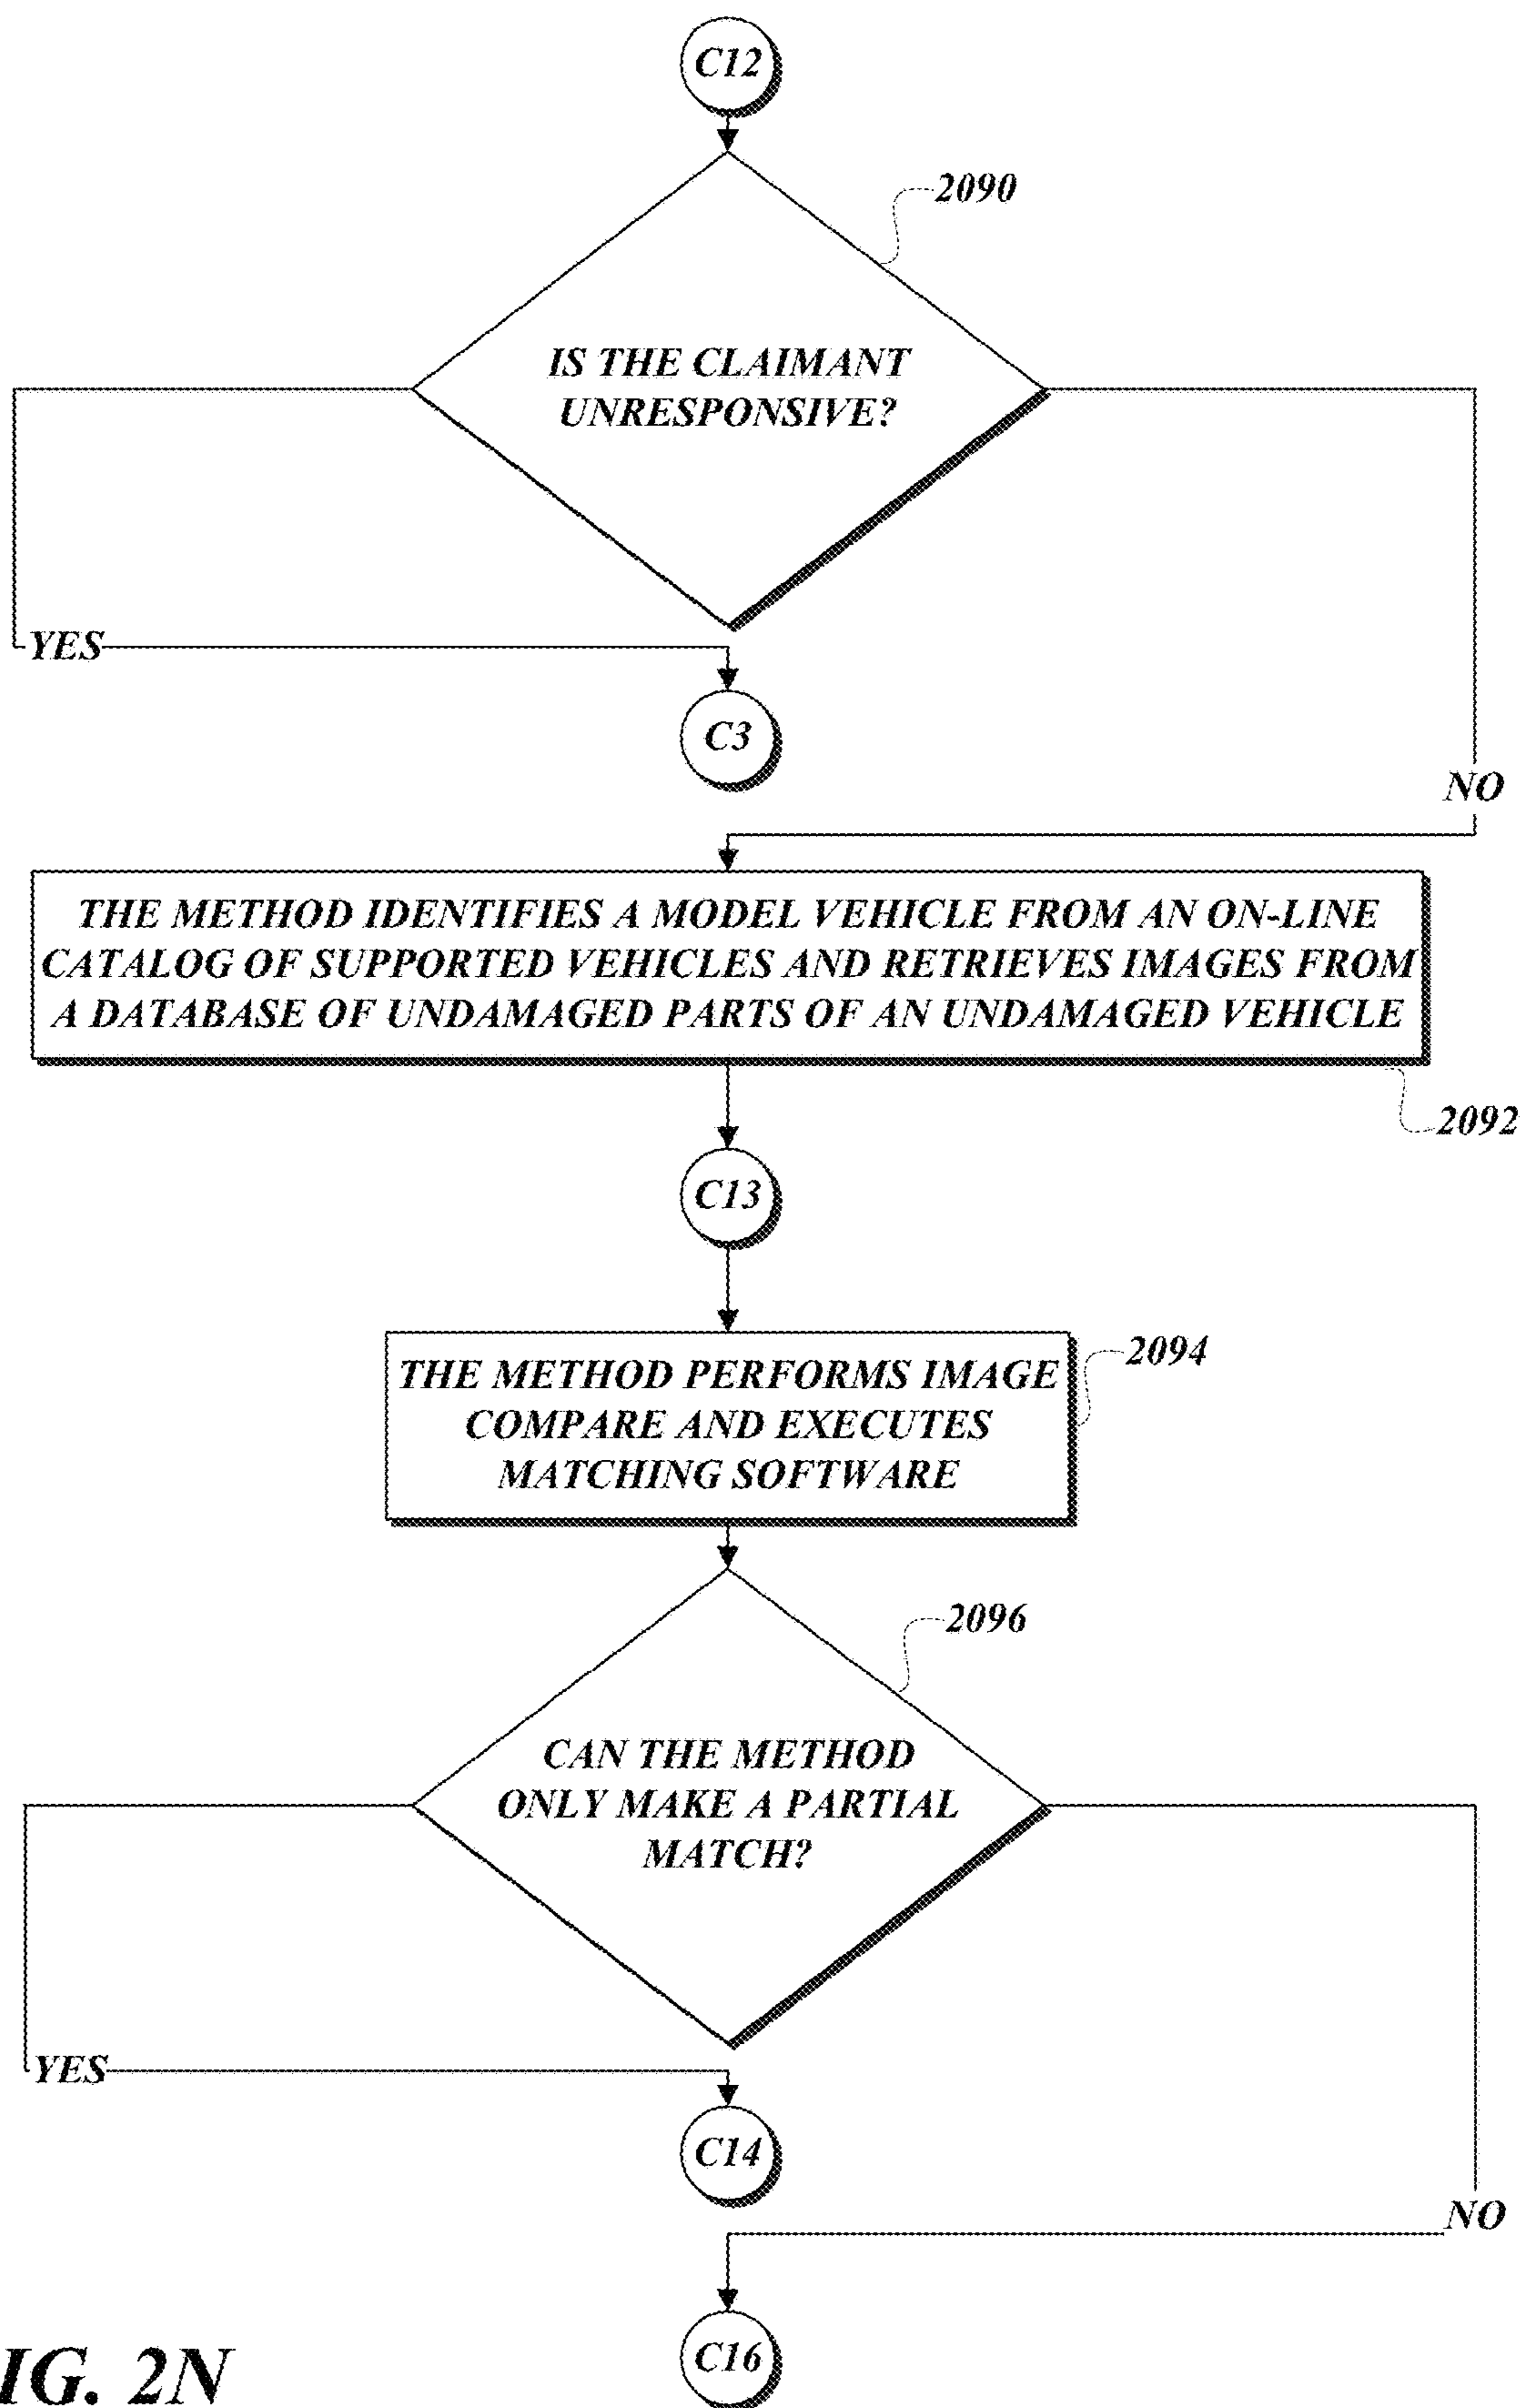 C12
2090
IS THE CLAIMANT
UNRESPONSIVE?
YES
C3
NO
THE METHOD IDENTIFIES A MODEL VEHICLE FROM AN ON-LINE
CATALOG OF SUPPORTED VEHICLES AND RETRIEVES IMAGES FROM
A DATABASE OF UNDAMAGED PARTS OF AN UNDAMAGED VEHICLE
2092
C13
2094
THE METHOD PERFORMS IMAGE
COMPARE AND EXECUTES
MATCHING SOFTWARE
2096
CAN THE METHOD
ONLY MAKE A PARTIAL
MATCH?
YES
C14
NO
C16
IG. 2N